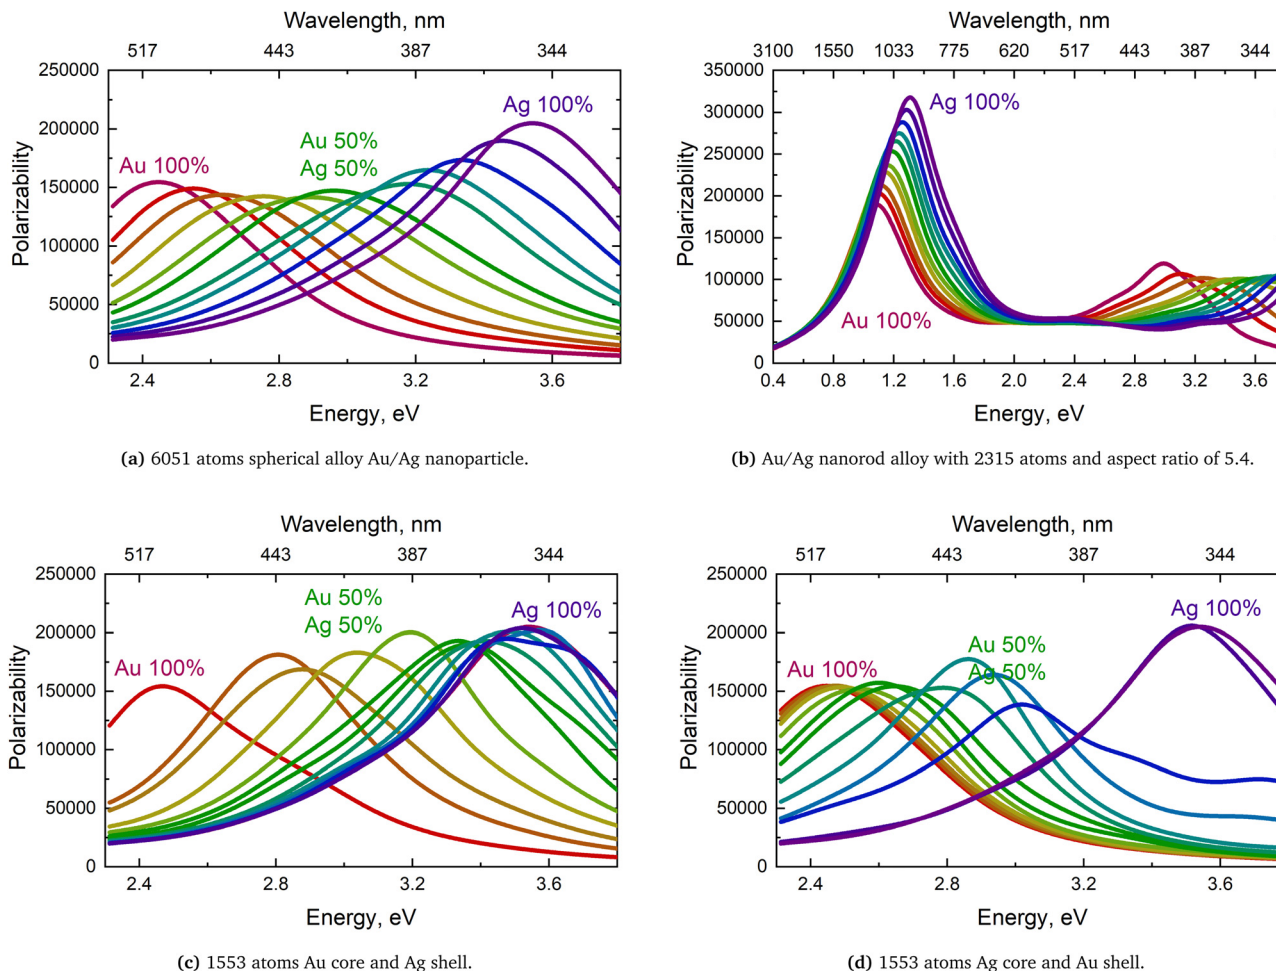 Wavelength, nm
517 443 387 344
250000
200000
150000
100000
50000
0
Polarizability
Au 100%
Au 50%
Ag 50%
Ag 100%
2.4 2.8 3.2 3.6
Energy, eV
(a) 6051 atoms spherical alloy Au/Ag nanoparticle.
Wavelength, nm
3100 1550 1033 775 620 517 443 387 344
350000
300000
250000
200000
150000
100000
50000
0
Polarizability
Ag 100%
Au 100%
0.4 0.8 1.2 1.6 2.0 2.4 2.8 3.2 3.6
Energy, eV
(b) Au/Ag nanorod alloy with 2315 atoms and aspect ratio of 5.4.
Wavelength, nm
517 443 387 344
250000
200000
150000
100000
50000
0
Polarizability
Au 100%
Au 50%
Ag 50%
Ag 100%
2.4 2.8 3.2 3.6
Energy, eV
(c) 1553 atoms Au core and Ag shell.
Wavelength, nm
517 443 387 344
250000
200000
150000
100000
50000
0
Polarizability
Au 100%
Au 50%
Ag 50%
Ag 100%
2.4 2.8 3.2 3.6
Energy, eV
(d) 1553 atoms Ag core and Au shell.